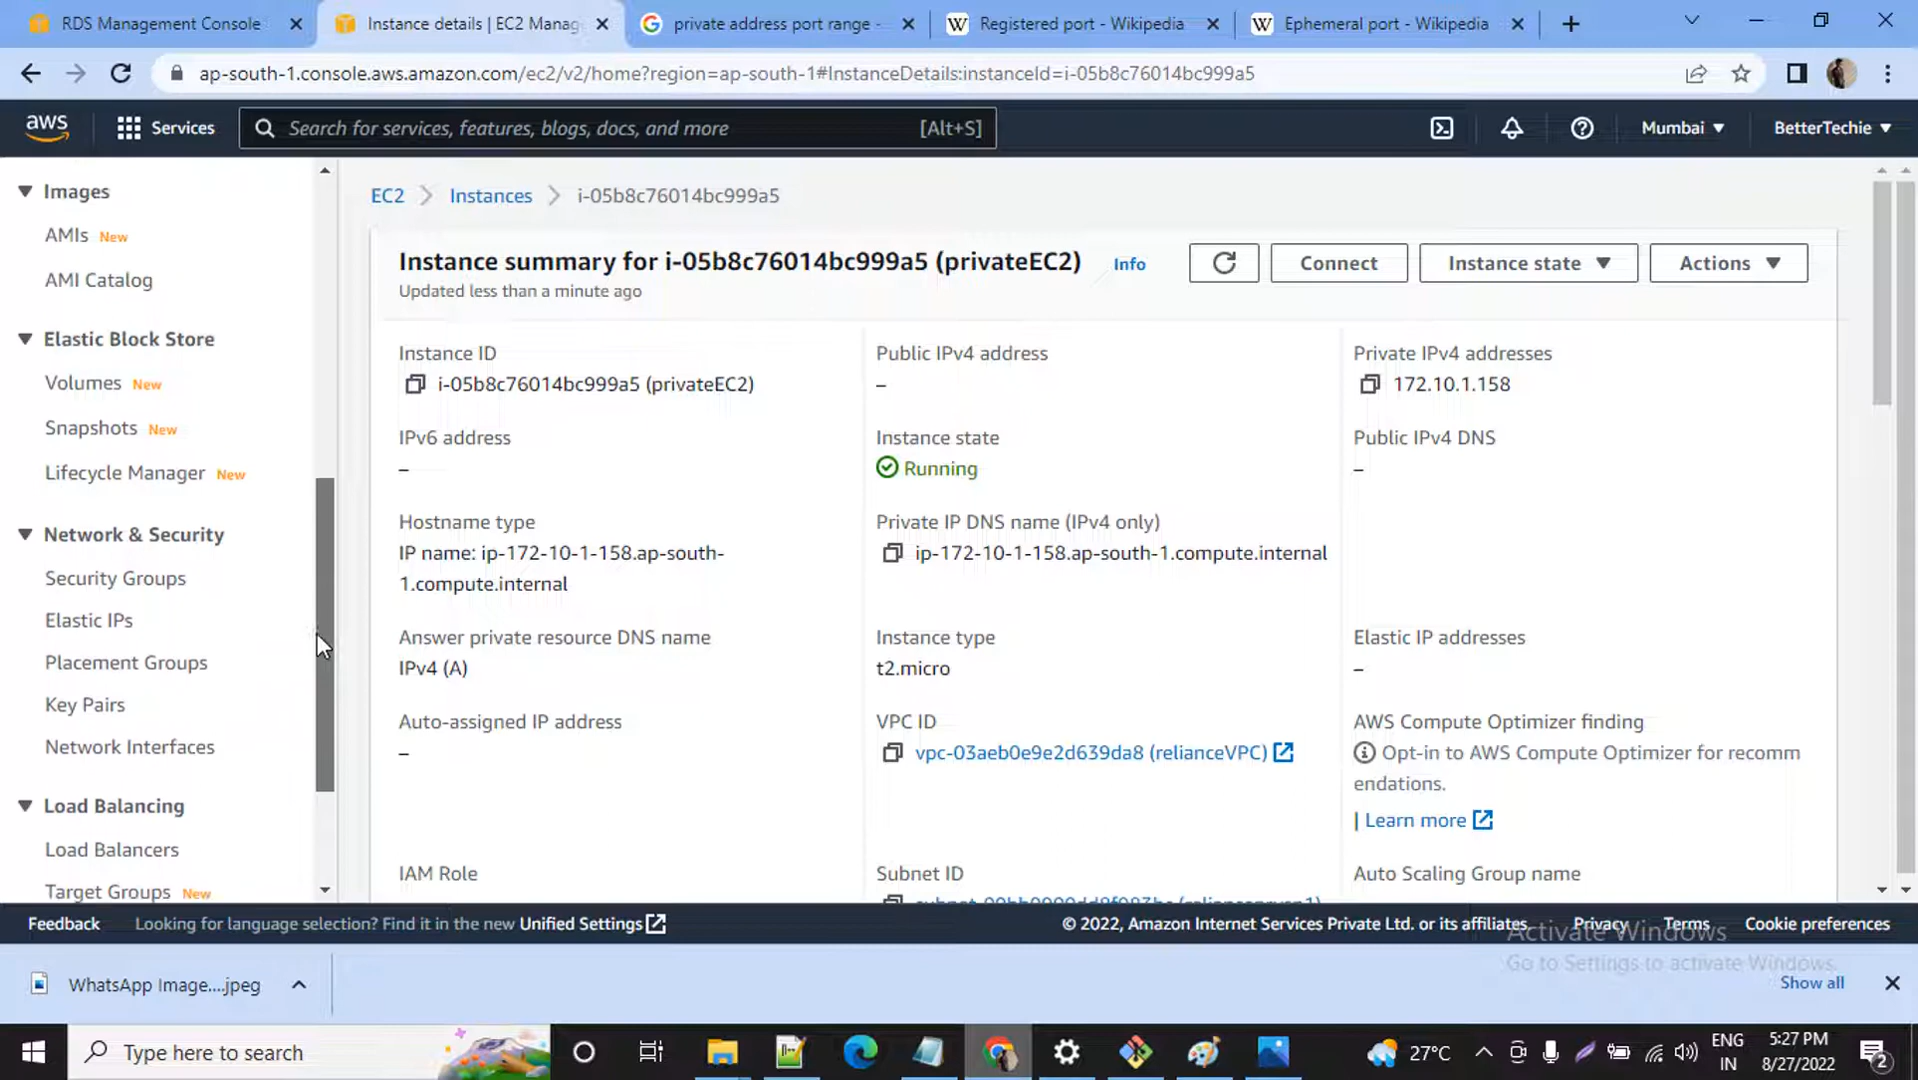 RDS Management Console
Instance details | EC2 Manag
private address port range -
Registered port - Wikipedia
Ephemeral port - Wikipedia
ap-south-1.console.aws.amazon.com/ec2/v2/home?region=ap-south-1#InstanceDetails:instanceId=i-05b8c76014bc999a5
aws
Services
Search for services, features, blogs, docs, and more
[Alt+S]
Mumbai
BetterTechie
Images
AMIs New
AMI Catalog
Elastic Block Store
Volumes New
Snapshots New
Lifecycle Manager New
Network & Security
Security Groups
Elastic IPs
Placement Groups
Key Pairs
Network Interfaces
Load Balancing
Load Balancers
Target Groups New
EC2
Instances
i-05b8c76014bc999a5
Instance summary for i-05b8c76014bc999a5 (privateEC2)
Info
Connect
Instance state
Actions
Updated less than a minute ago
Instance ID
i-05b8c76014bc999a5 (privateEC2)
Public IPv4 address
–
Private IPv4 addresses
172.10.1.158
IPv6 address
–
Instance state
Running
Public IPv4 DNS
–
Hostname type
IP name: ip-172-10-1-158.ap-south-
1.compute.internal
Private IP DNS name (IPv4 only)
ip-172-10-1-158.ap-south-1.compute.internal
Answer private resource DNS name
IPv4 (A)
Instance type
t2.micro
Elastic IP addresses
–
Auto-assigned IP address
–
VPC ID
vpc-03aeb0e9e2d639da8 (relianceVPC)
AWS Compute Optimizer finding
Opt-in to AWS Compute Optimizer for recomm
endations.
| Learn more
IAM Role
Subnet ID
Auto Scaling Group name
Feedback
Looking for language selection? Find it in the new Unified Settings
© 2022, Amazon Internet Services Private Ltd. or its affiliates.
Privacy
Terms
Cookie preferences
Activate Windows
Go to Settings to activate Windows.
WhatsApp Image....jpeg
Show all
Type here to search
27°C
ENG
IN
5:27 PM
8/27/2022
2